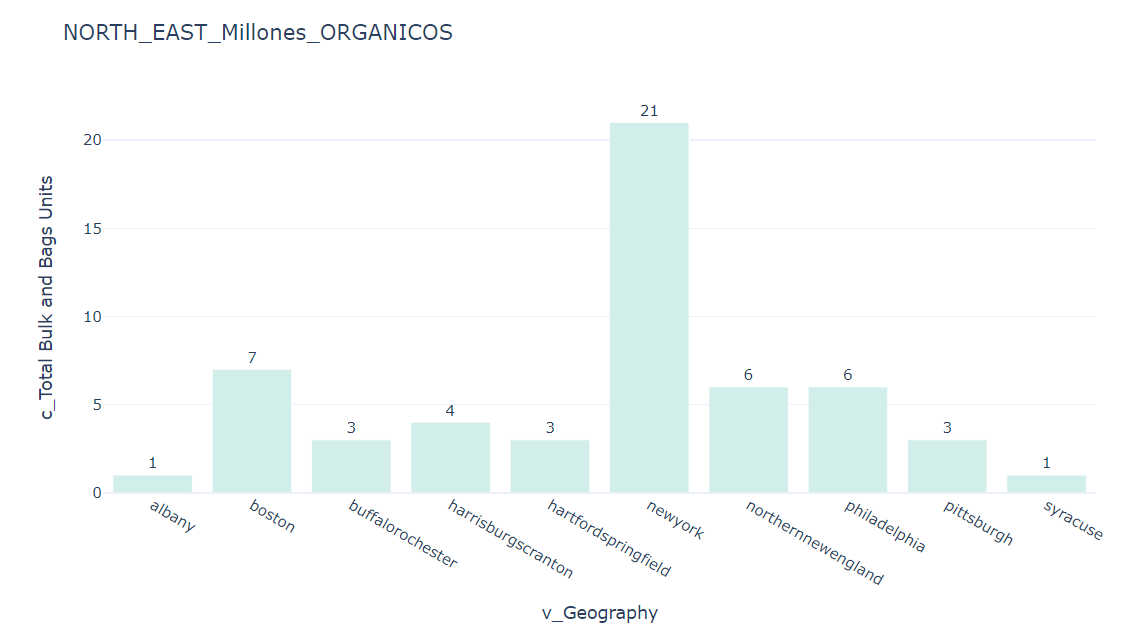 NORTH_EAST_Millones_ORGANICOS
c_Total Bulk and Bags Units
20
15
10
5
0
1
7
3
4
3
21
6
6
3
1
albany
boston
buffalorochester
harrisburgscranton
hartfordspringfield
newyork
northernnewengland
philadelphia
pittsburgh
syracuse
v_Geography